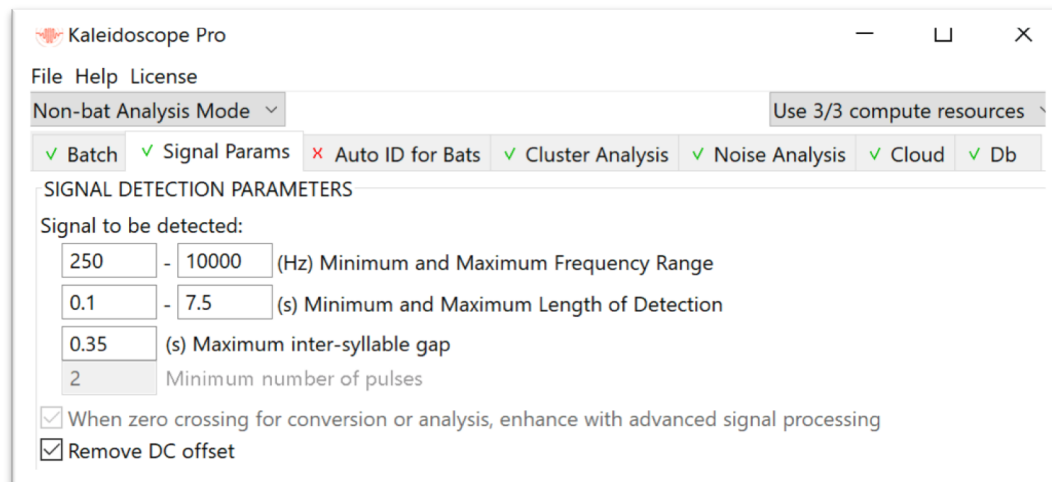 Kaleidoscope Pro
File Help License
Non-bat Analysis Mode Use 3/3 compute resources
Batch Signal Params Auto ID for Bats Cluster Analysis Noise Analysis Cloud Db
SIGNAL DETECTION PARAMETERS
Signal to be detected:
250 - 10000 (Hz) Minimum and Maximum Frequency Range
0.1 - 7.5 (s) Minimum and Maximum Length of Detection
0.35 (s) Maximum inter-syllable gap
2 Minimum number of pulses
When zero crossing for conversion or analysis, enhance with advanced signal processing
Remove DC offset